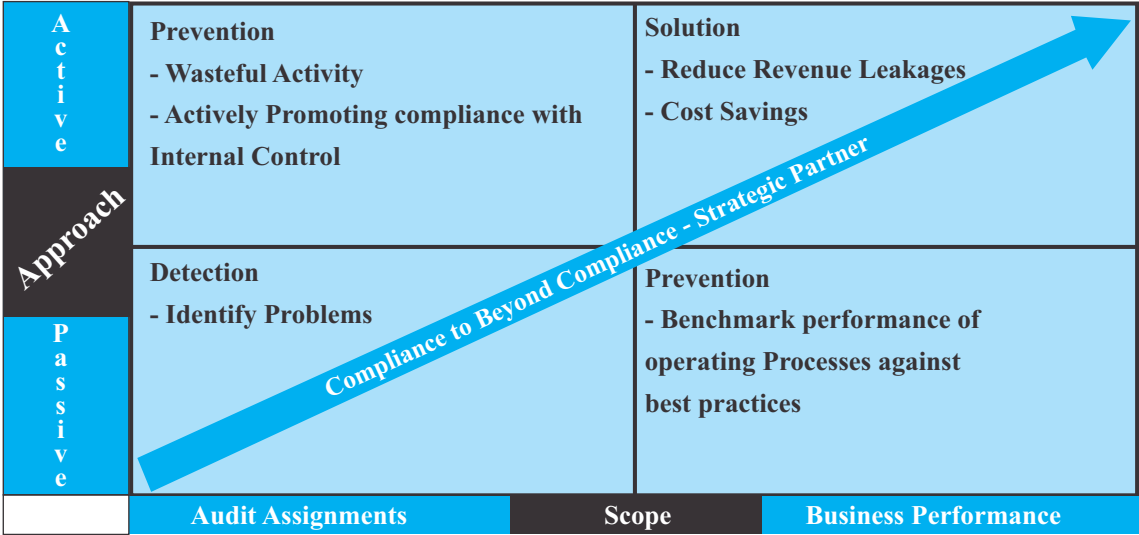 Active
Prevention
- Wasteful Activity
- Actively Promoting compliance with
Internal Control
Solution
- Reduce Revenue Leakages
- Cost Savings
Approach
Compliance to Beyond Compliance - Strategic Partner
Passive
Detection
- Identify Problems
Prevention
- Benchmark performance of
operating Processes against
best practices
Audit Assignments
Scope
Business Performance